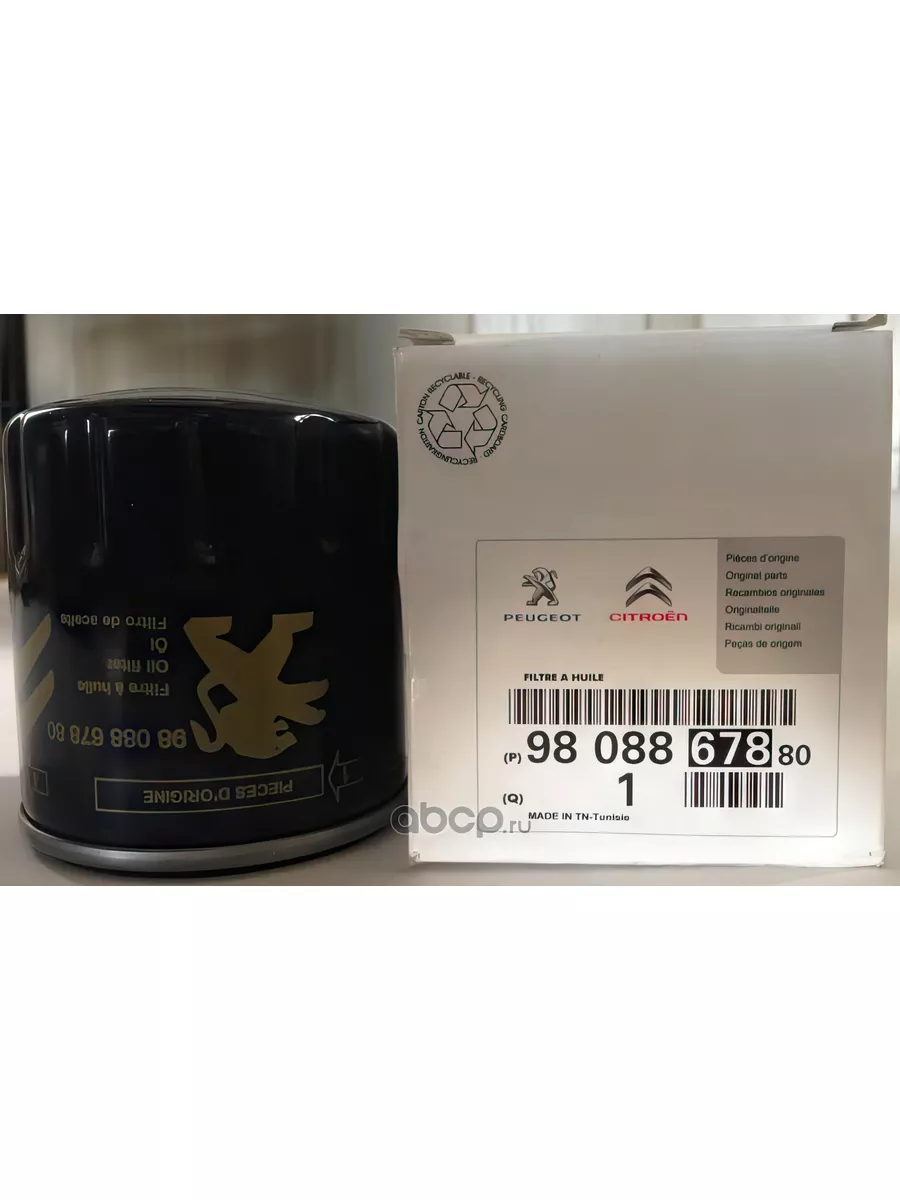 CARTON RECYCLABLE - RECYCLING CARDBOARD - RECYCLINGKARTON
PEUGEOT
CITROËN
Pièces d'origine
Original parts
Recambios originales
Originalteile
Ricambi originali
Peças de origem
FILTRE A HUILE
(P) 98 088 678 80
(Q) 1
MADE IN TN-Tunisie
PIECES D'ORIGINE
98 088 678 80
Filtre à huile
Oil filter
Öl
Filtro de aceite
abcp.ru